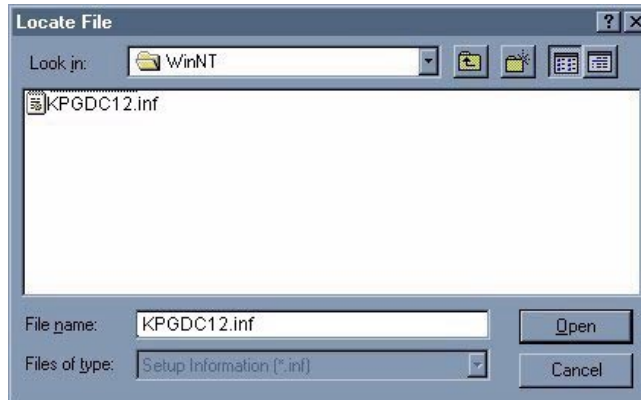 Locate File
Look in: WinNT
KPGDC12.inf
File name: KPGDC12.inf Open
Files of type: Setup Information (*.inf) Cancel